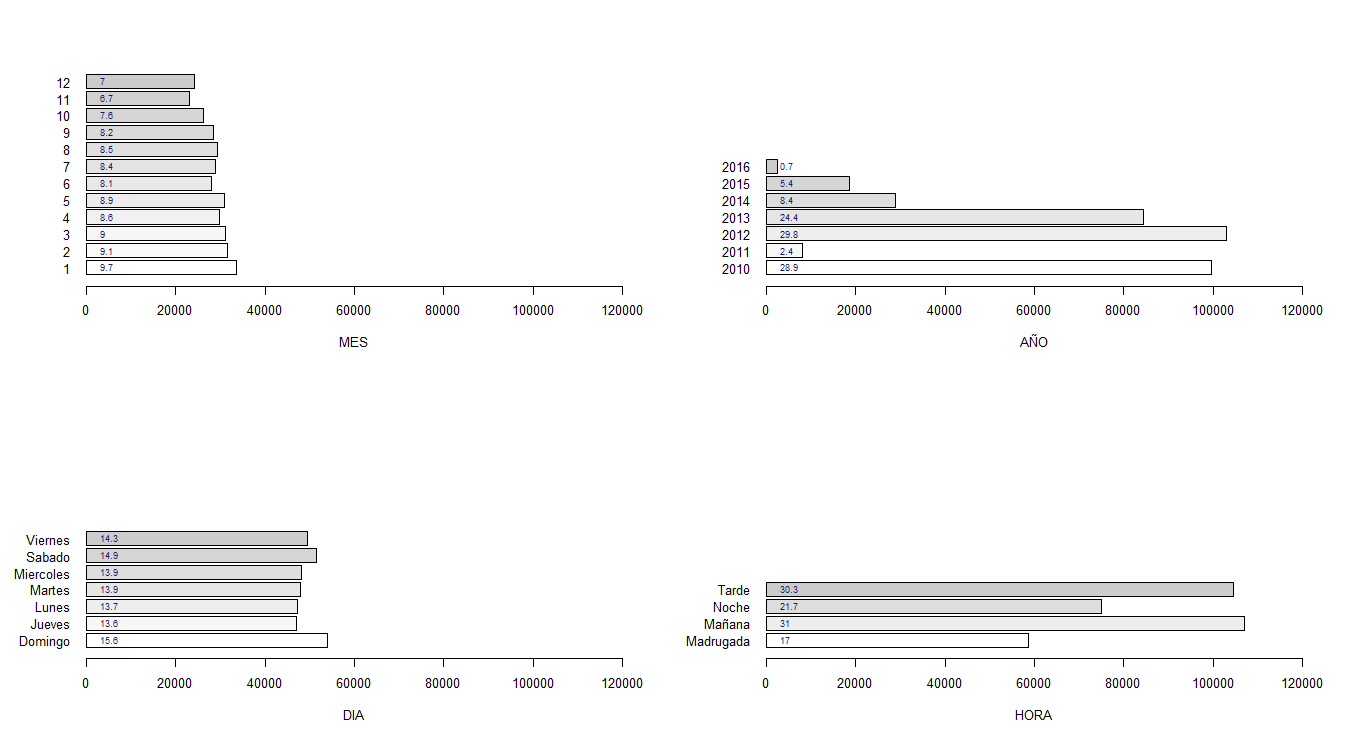 12 7
11 6.7
10 7.6
9 8.2
8 8.5
7 8.4
6 8.1
5 8.9
4 8.6
3 9
2 9.1
1 9.7
0 20000 40000 60000 80000 100000 120000
MES
2016 0.7
2015 5.4
2014 8.4
2013 24.4
2012 29.8
2011 2.4
2010 28.9
0 20000 40000 60000 80000 100000 120000
AÑO
Viernes 14.3
Sabado 14.9
Miercoles 13.9
Martes 13.9
Lunes 13.7
Jueves 13.6
Domingo 15.6
0 20000 40000 60000 80000 100000 120000
DIA
Tarde 30.3
Noche 21.7
Mañana 31
Madrugada 17
0 20000 40000 60000 80000 100000 120000
HORA